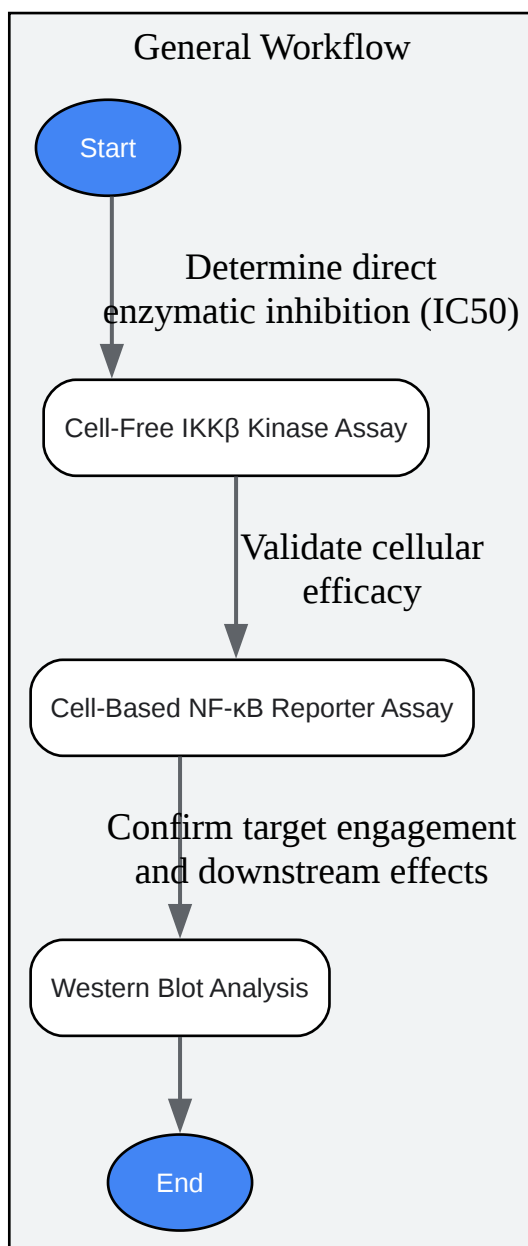 General Workflow
Start
Determine direct
enzymatic inhibition (IC50)
Cell-Free IKKβ Kinase Assay
Validate cellular
efficacy
Cell-Based NF-κB Reporter Assay
Confirm target engagement
and downstream effects
Western Blot Analysis
End